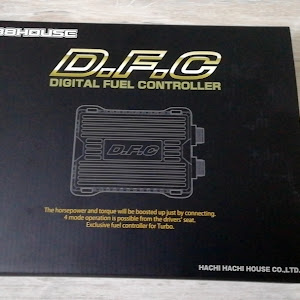 88HOUSE
D.F.C
DIGITAL FUEL CONTROLLER
D.F.C
The horsepower and torque will be boosted up just by connecting.
4 mode operation is possible from the drivers' seat.
Exclusive fuel controller for Turbo.
HACHI HACHI HOUSE CO.,LTD.